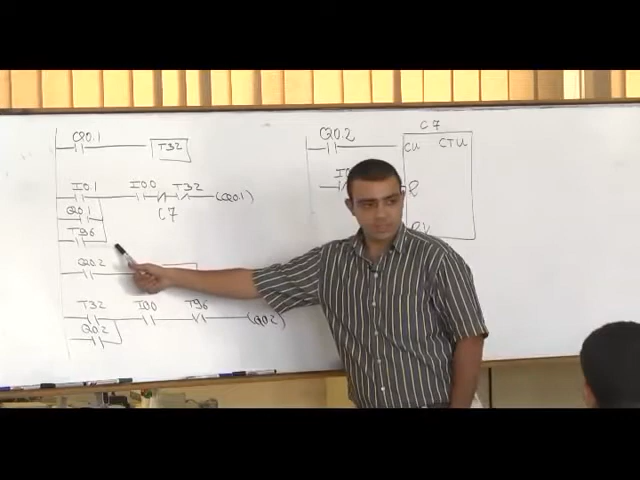 Q0.1
T32
I0.1 I0.0 T32 (Q0.1)
Q0.1 C7
T96
Q0.2
T32 I0.0 T96 (Q0.2)
Q0.2
Q0.2 C7
CU CTU
R
PV